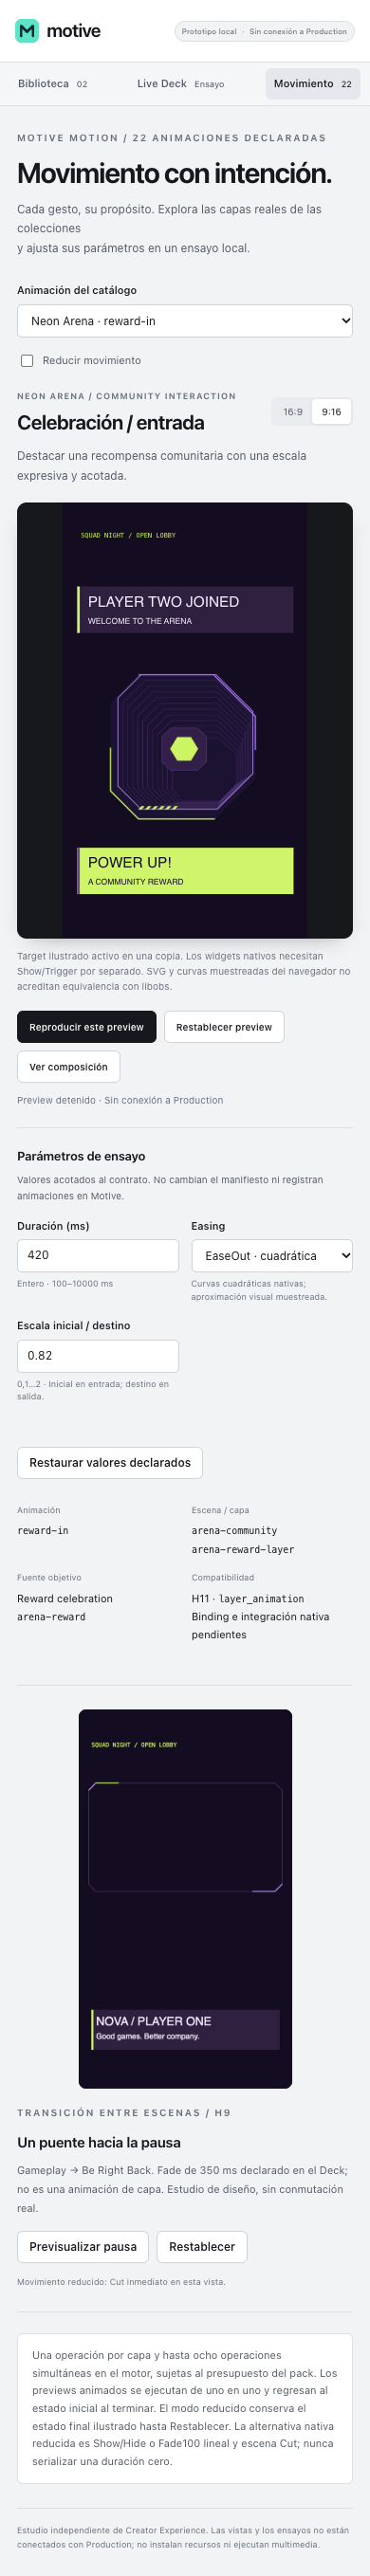 motive
Prototipo local · Sin conexión a Production
Biblioteca 02
Live Deck Ensayo
Movimiento 22
MOTIVE MOTION / 22 ANIMACIONES DECLARADAS
Movimiento con intención.
Cada gesto, su propósito. Explora las capas reales de las
colecciones
y ajusta sus parámetros en un ensayo local.
Animación del catálogo
Neon Arena · reward-in
Reducir movimiento
NEON ARENA / COMMUNITY INTERACTION
Celebración / entrada
16:9
9:16
Destacar una recompensa comunitaria con una escala
expresiva y acotada.
SQUAD NIGHT / OPEN LOBBY
PLAYER TWO JOINED
WELCOME TO THE ARENA
POWER UP!
A COMMUNITY REWARD
Target ilustrado activo en una copia. Los widgets nativos necesitan
Show/Trigger por separado. SVG y curvas muestreadas del navegador no
acreditan equivalencia con libobs.
Reproducir este preview
Restablecer preview
Ver composición
Preview detenido · Sin conexión a Production
Parámetros de ensayo
Valores acotados al contrato. No cambian el manifiesto ni registran
animaciones en Motive.
Duración (ms)
420
Entero · 100–10000 ms
Easing
EaseOut · cuadrática
Curvas cuadráticas nativas;
aproximación visual muestreada.
Escala inicial / destino
0.82
0,1…2 · Inicial en entrada; destino en
salida.
Restaurar valores declarados
Animación
reward-in
Escena / capa
arena-community
arena-reward-layer
Fuente objetivo
Reward celebration
arena-reward
Compatibilidad
H11 · layer_animation
Binding e integración nativa
pendientes
SQUAD NIGHT / OPEN LOBBY
NOVA / PLAYER ONE
Good games. Better company.
TRANSICIÓN ENTRE ESCENAS / H9
Un puente hacia la pausa
Gameplay → Be Right Back. Fade de 350 ms declarado en el Deck;
no es una animación de capa. Estudio de diseño, sin conmutación
real.
Previsualizar pausa
Restablecer
Movimiento reducido: Cut inmediato en esta vista.
Una operación por capa y hasta ocho operaciones
simultáneas en el motor, sujetas al presupuesto del pack. Los
previews animados se ejecutan de uno en uno y regresan al
estado inicial al terminar. El modo reducido conserva el
estado final ilustrado hasta Restablecer. La alternativa nativa
reducida es Show/Hide o Fade100 lineal y escena Cut; nunca
serializar una duración cero.
Estudio independiente de Creator Experience. Las vistas y los ensayos no están
conectados con Production; no instalan recursos ni ejecutan multimedia.